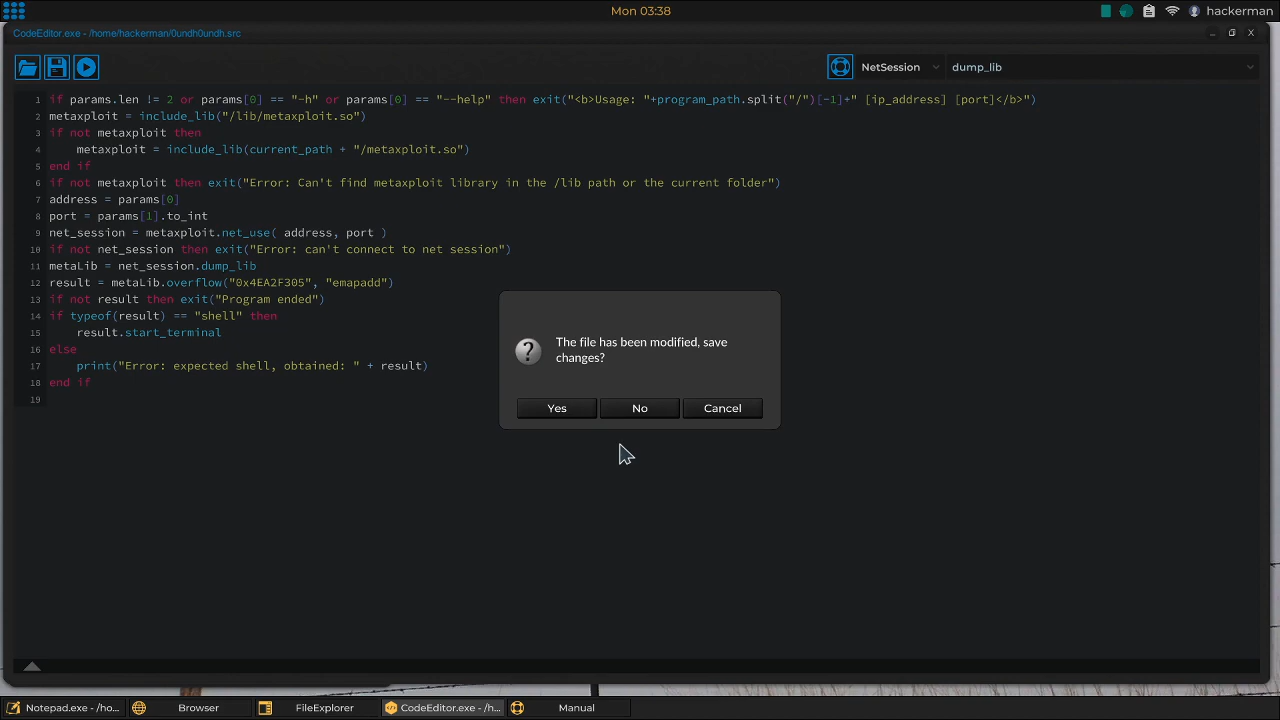 Mon 03:38
hackerman
CodeEditor.exe - /home/hackerman/0undh0undh.src
NetSession
dump_lib
1 if params.len != 2 or params[0] == "-h" or params[0] == "--help" then exit("<b>Usage: "+program_path.split("/")[-1]+" [ip_address] [port]</b>")
2 metaxploit = include_lib("/lib/metaxploit.so")
3 if not metaxploit then
4 metaxploit = include_lib(current_path + "/metaxploit.so")
5 end if
6 if not metaxploit then exit("Error: Can't find metaxploit library in the /lib path or the current folder")
7 address = params[0]
8 port = params[1].to_int
9 net_session = metaxploit.net_use( address, port )
10 if not net_session then exit("Error: can't connect to net session")
11 metaLib = net_session.dump_lib
12 result = metaLib.overflow("0x4EA2F305", "emapadd")
13 if not result then exit("Program ended")
14 if typeof(result) == "shell" then
15 result.start_terminal
16 else
17 print("Error: expected shell, obtained: " + result)
18 end if
19
The file has been modified, save
changes?
Yes
No
Cancel
Notepad.exe - /ho...
Browser
FileExplorer
CodeEditor.exe - /h...
Manual